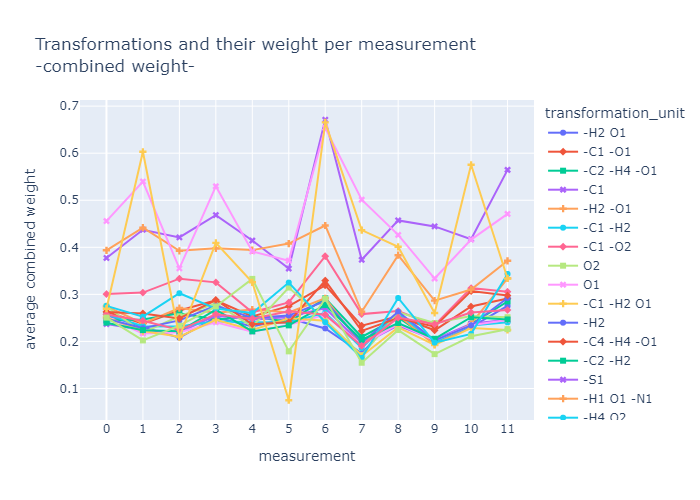 Transformations and their weight per measurement
-combined weight-
transformation_unit
-H2 O1
-C1 -O1
-C2 -H4 -O1
-C1
-H2 -O1
-C1 -H2
-C1 -O2
O2
O1
-C1 -H2 O1
-H2
-C4 -H4 -O1
-C2 -H2
-S1
-H1 O1 -N1
-H4 O2
average combined weight
0.7
0.6
0.5
0.4
0.3
0.2
0.1
0 1 2 3 4 5 6 7 8 9 10 11
measurement